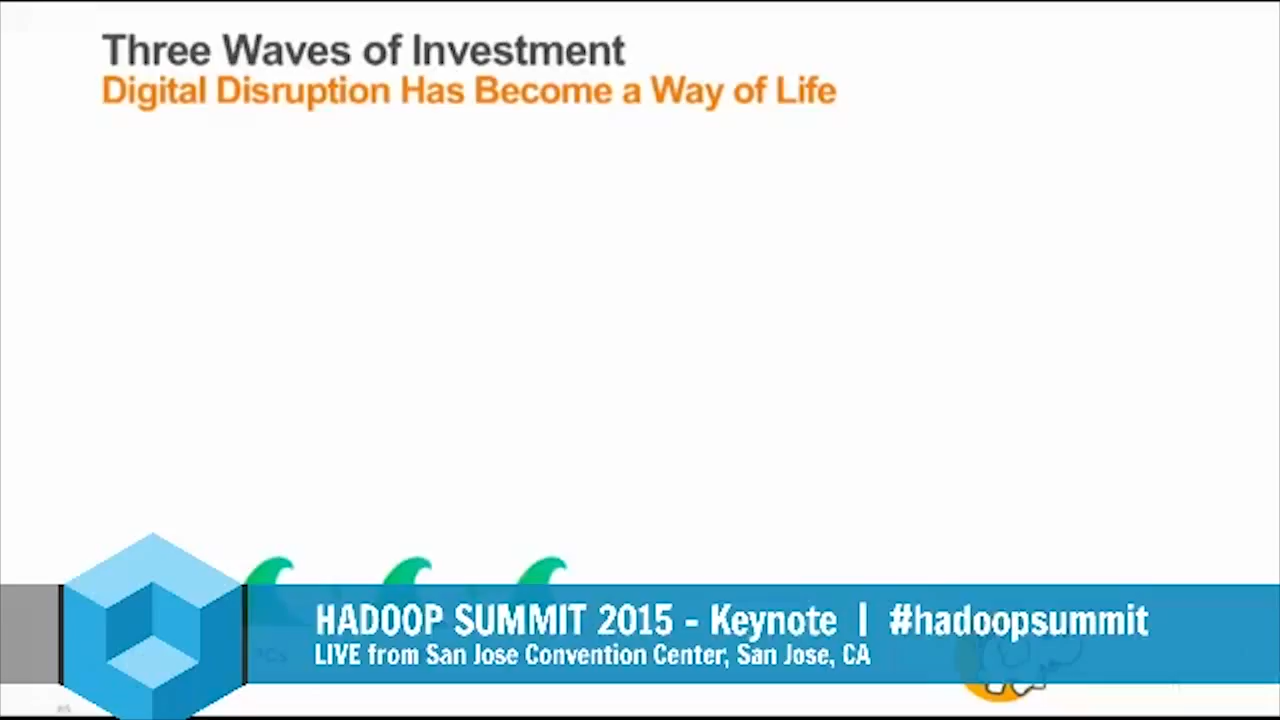 Three Waves of Investment
Digital Disruption Has Become a Way of Life
HADOOP SUMMIT 2015 - Keynote | #hadoopsummit
LIVE from San Jose Convention Center, San Jose, CA